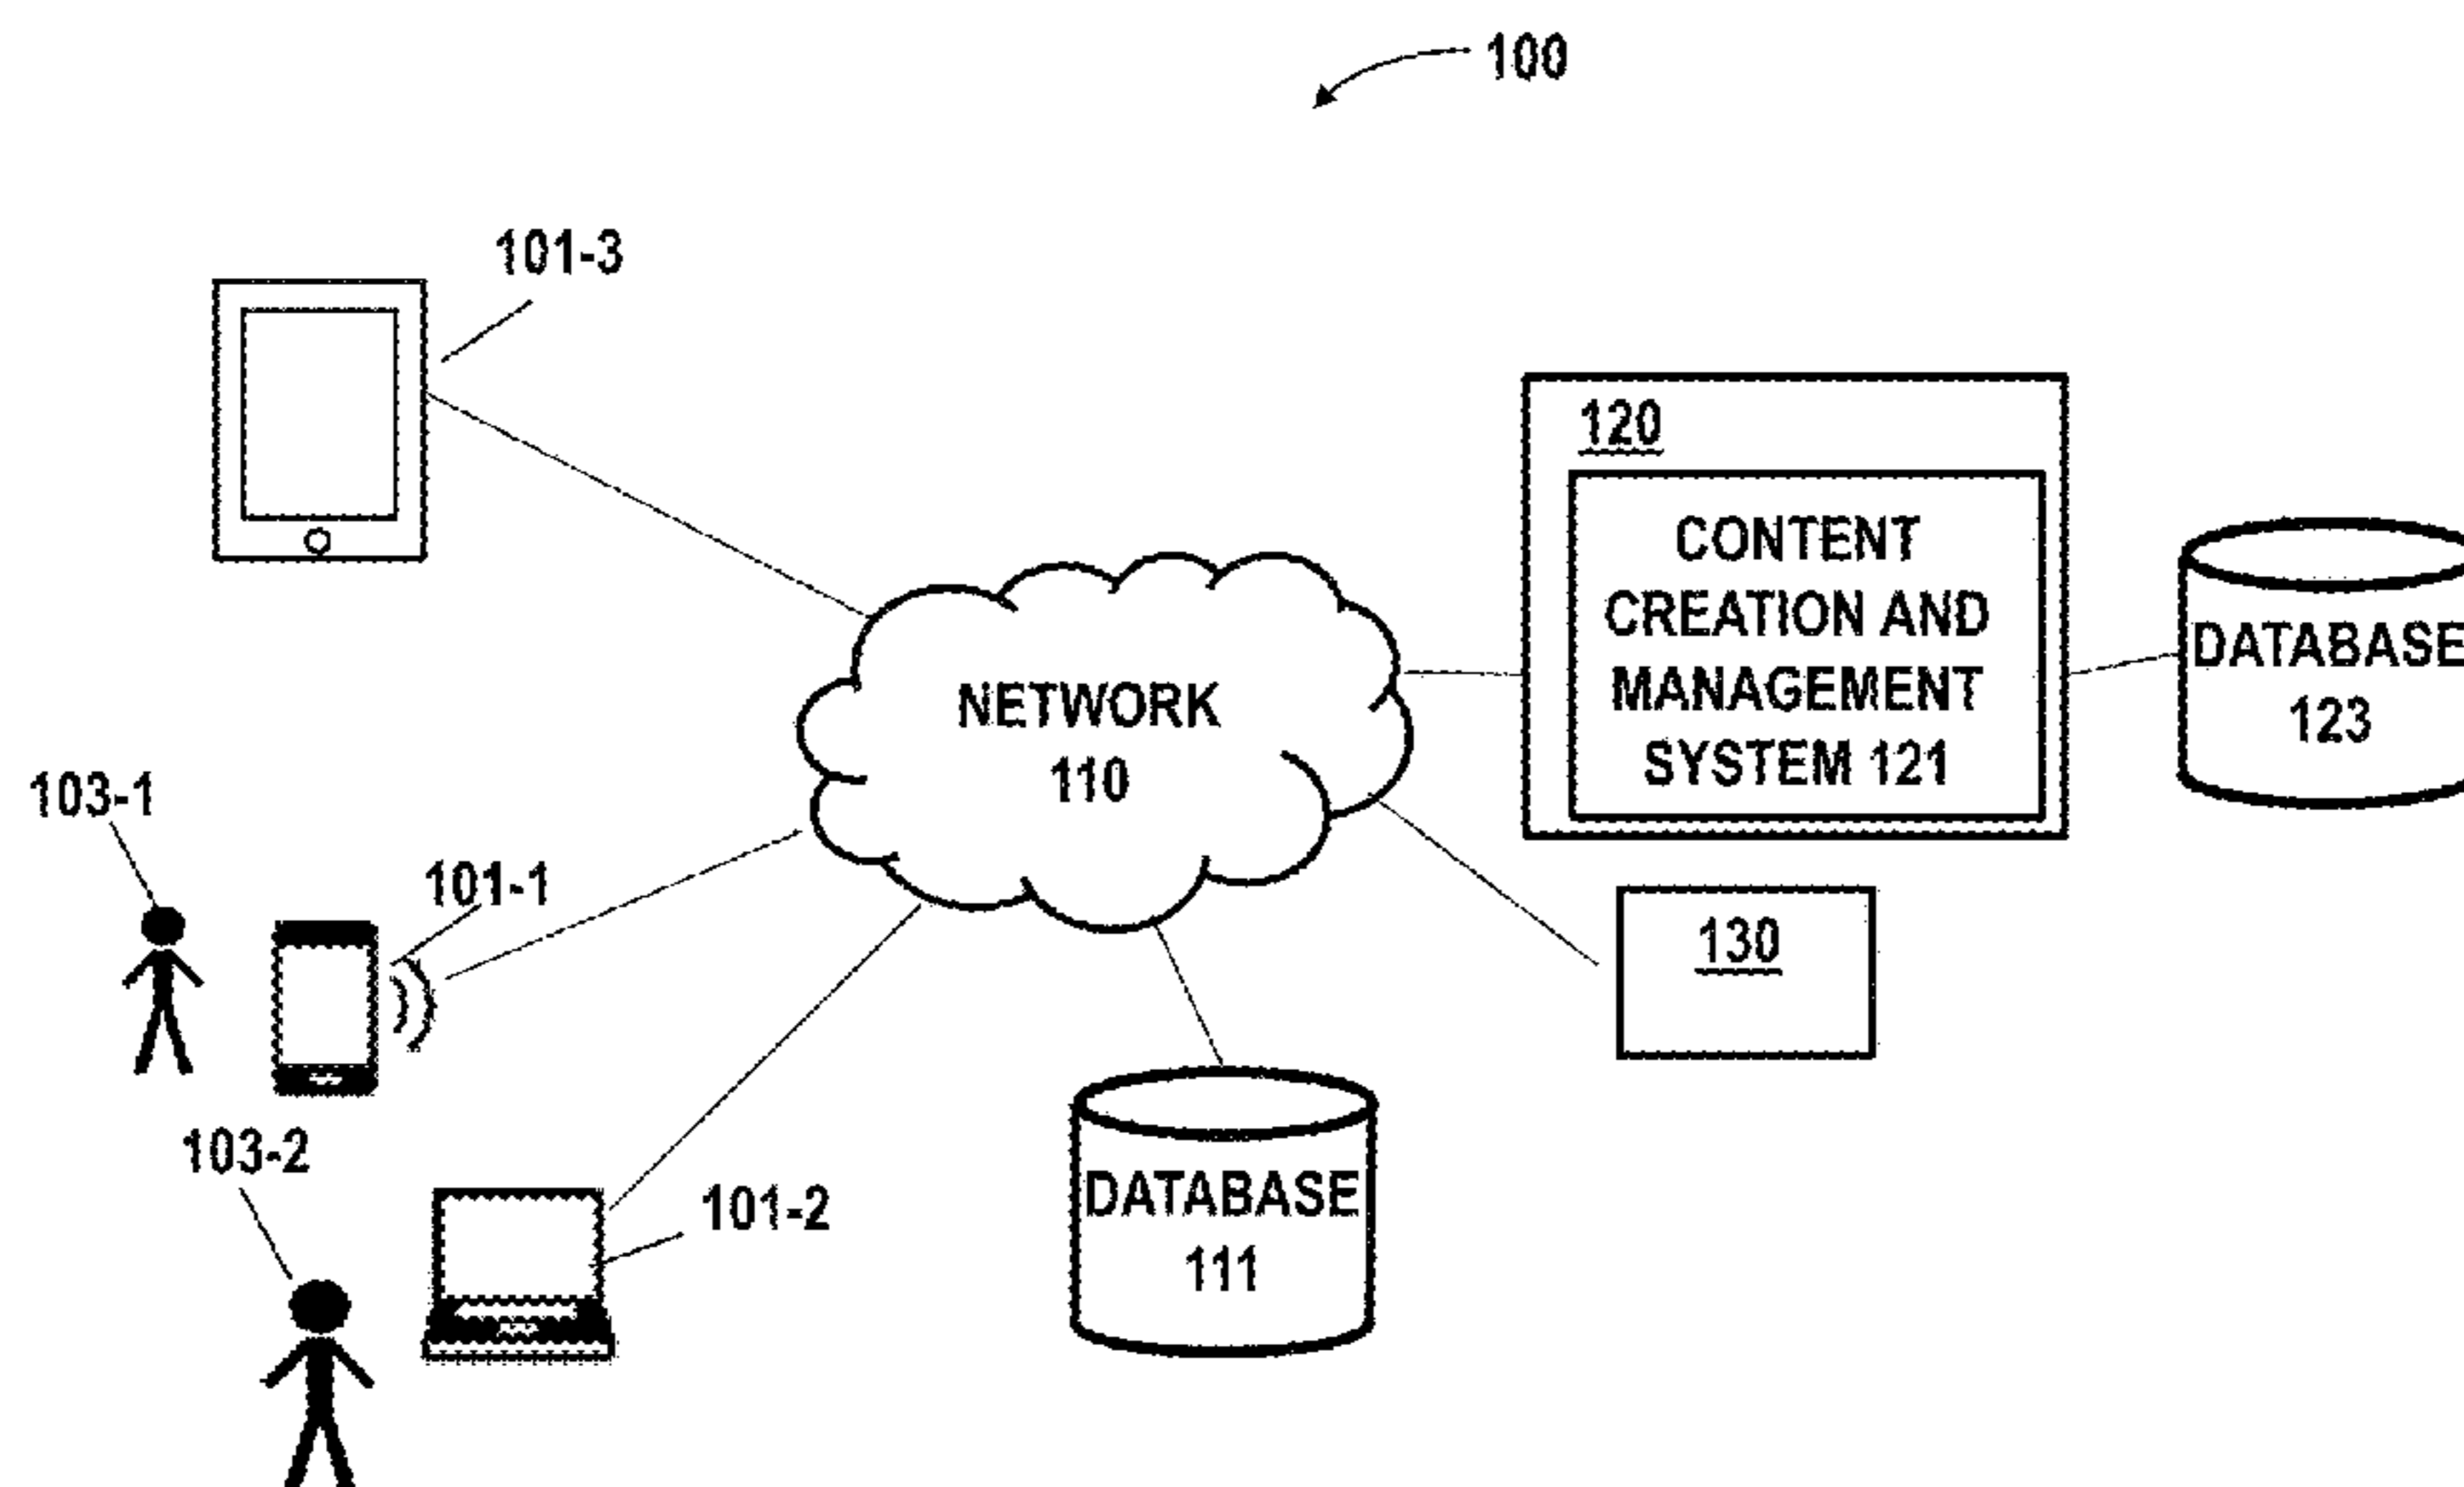 100
101-3
120
CONTENT
CREATION AND
MANAGEMENT
SYSTEM 121
DATABASE
123
NETWORK
110
103-1
101-1
130
103-2
101-2
DATABASE
111